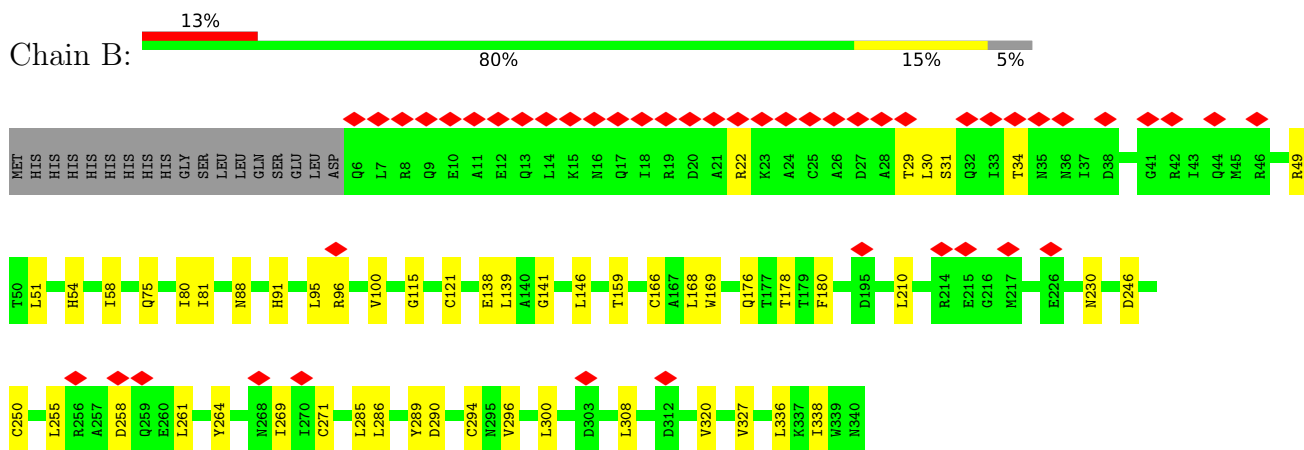 13%
Chain B:
80%
15%
5%
MET HIS HIS HIS HIS HIS HIS HIS HIS GLY SER LEU LEU GLN SER GLU LEU ASP Q6 L7 R8 Q9 E10 A11 E12 Q13 L14 K15 N16 Q17 I18 R19 D20 A21 R22 K23 A24 C25 A26 D27 A28 T29 L30 S31 Q32 I33 T34 N35 N36 I37 D38 G41 R42 I43 Q44 M45 R46 R49
T50 L51 H54 I58 Q75 I80 I81 N88 H91 L95 R96 V100 G115 C121 E138 L139 A140 G141 L146 T159 C166 A167 L168 W169 Q176 T177 T178 T179 F180 D195 L210 R214 E215 G216 M217 E226 N230 D246
C250 L255 R256 A257 D258 Q259 E260 L261 Y264 N268 I269 I270 C271 L285 L286 Y289 D290 C294 N295 V296 L300 D303 L308 D312 V320 V327 L336 K337 I338 W339 N340